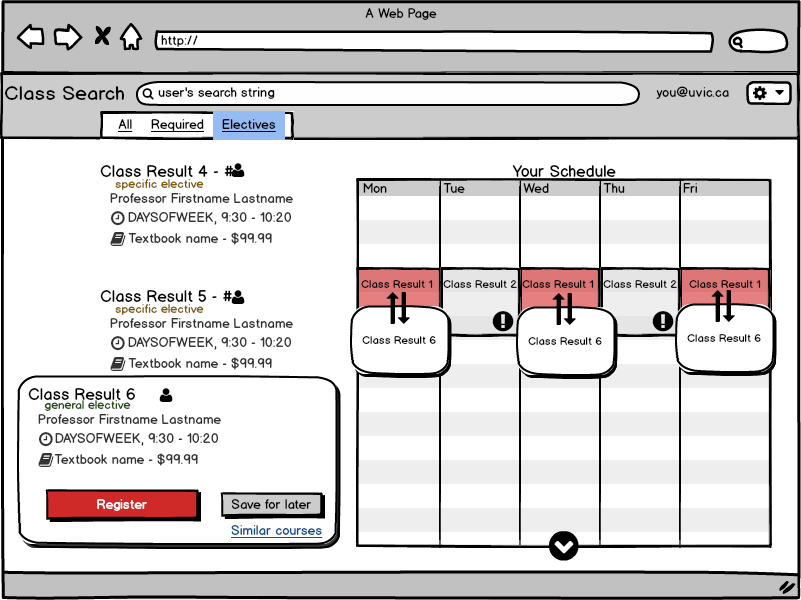 A Web Page
http://
Class Search
user's search string
you@uvic.ca
All Required Electives
Class Result 4 - #
specific elective
Professor Firstname Lastname
DAYSOFWEEK, 9:30 - 10:20
Textbook name - $99.99
Class Result 5 - #
specific elective
Professor Firstname Lastname
DAYSOFWEEK, 9:30 - 10:20
Textbook name - $99.99
Class Result 6
general elective
Professor Firstname Lastname
DAYSOFWEEK, 9:30 - 10:20
Textbook name - $99.99
Register
Save for later
Similar courses
Your Schedule
Mon Tue Wed Thu Fri
Class Result 1 Class Result 2 Class Result 1 Class Result 2 Class Result 1
Class Result 6 Class Result 6 Class Result 6